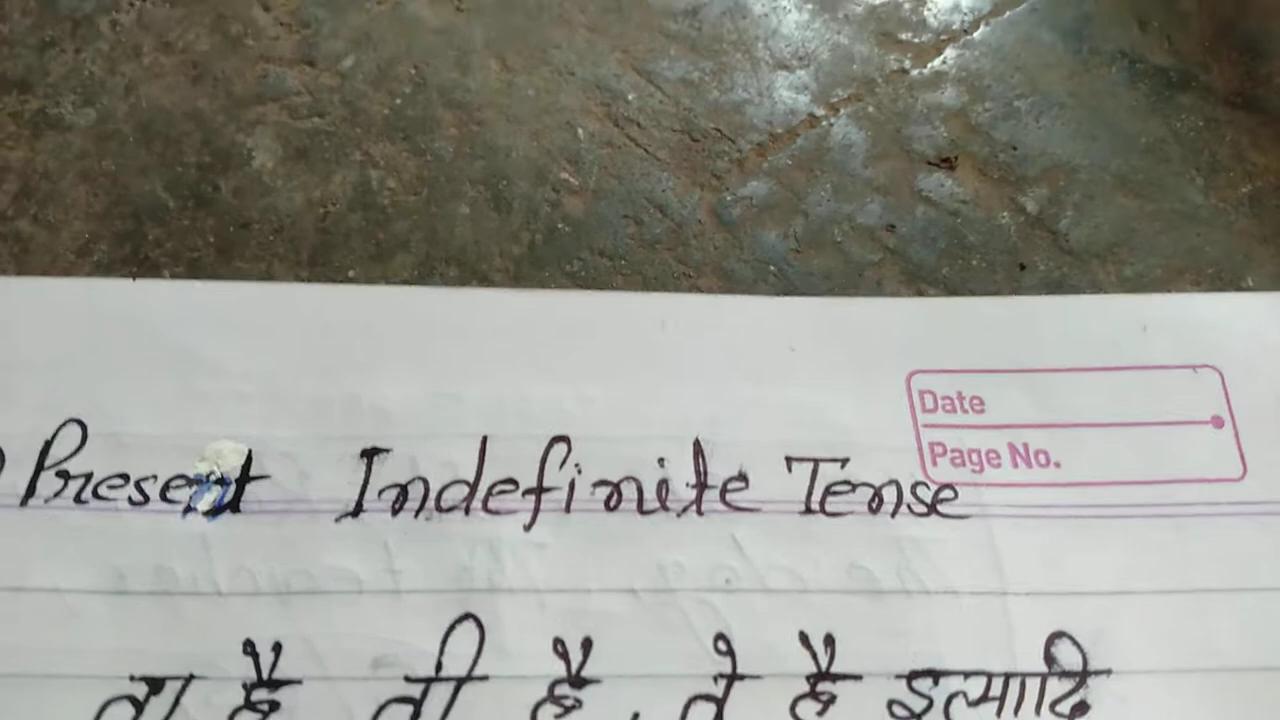 Date
Page No.
Present Indefinite Tense
ता है ती है, ते है इत्यादि